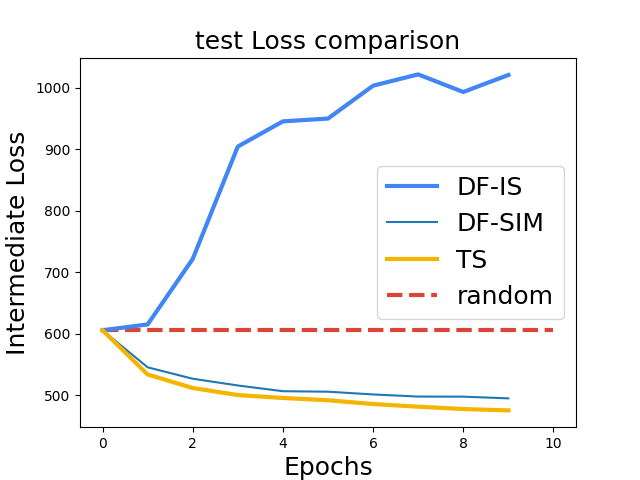 test Loss comparison
Intermediate Loss
1000
900
800
700
600
500
DF-IS
DF-SIM
TS
random
0 2 4 6 8 10
Epochs